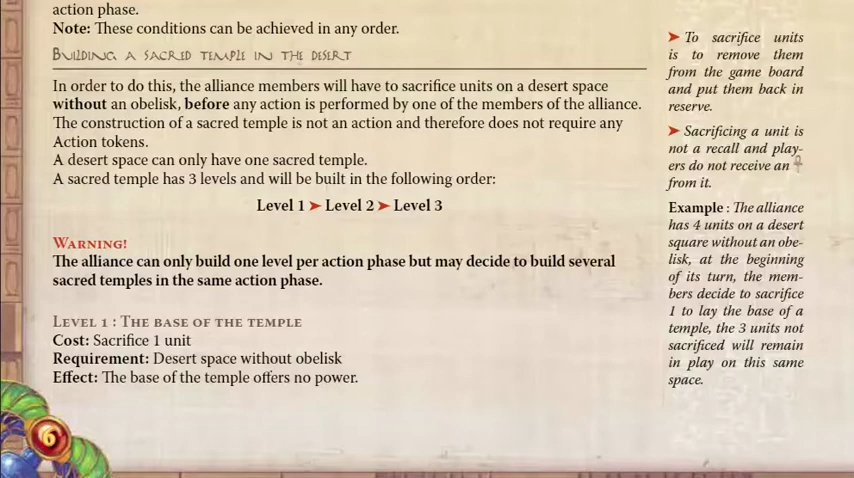 action phase.
Note: These conditions can be achieved in any order.
Building a sacred temple in the desert
In order to do this, the alliance members will have to sacrifice units on a desert space
without an obelisk, before any action is performed by one of the members of the alliance.
The construction of a sacred temple is not an action and therefore does not require any
Action tokens.
A desert space can only have one sacred temple.
A sacred temple has 3 levels and will be built in the following order:
Level 1 ➤ Level 2 ➤ Level 3
Warning!
The alliance can only build one level per action phase but may decide to build several
sacred temples in the same action phase.
Level 1 : The base of the temple
Cost: Sacrifice 1 unit
Requirement: Desert space without obelisk
Effect: The base of the temple offers no power.
6
➤ To sacrifice units
is to remove them
from the game board
and put them back in
reserve.
➤ Sacrificing a unit is
not a recall and play-
ers do not receive an
from it.
Example : The alliance
has 4 units on a desert
square without an obe-
lisk, at the beginning
of its turn, the mem-
bers decide to sacrifice
1 to lay the base of a
temple, the 3 units not
sacrificed will remain
in play on this same
space.